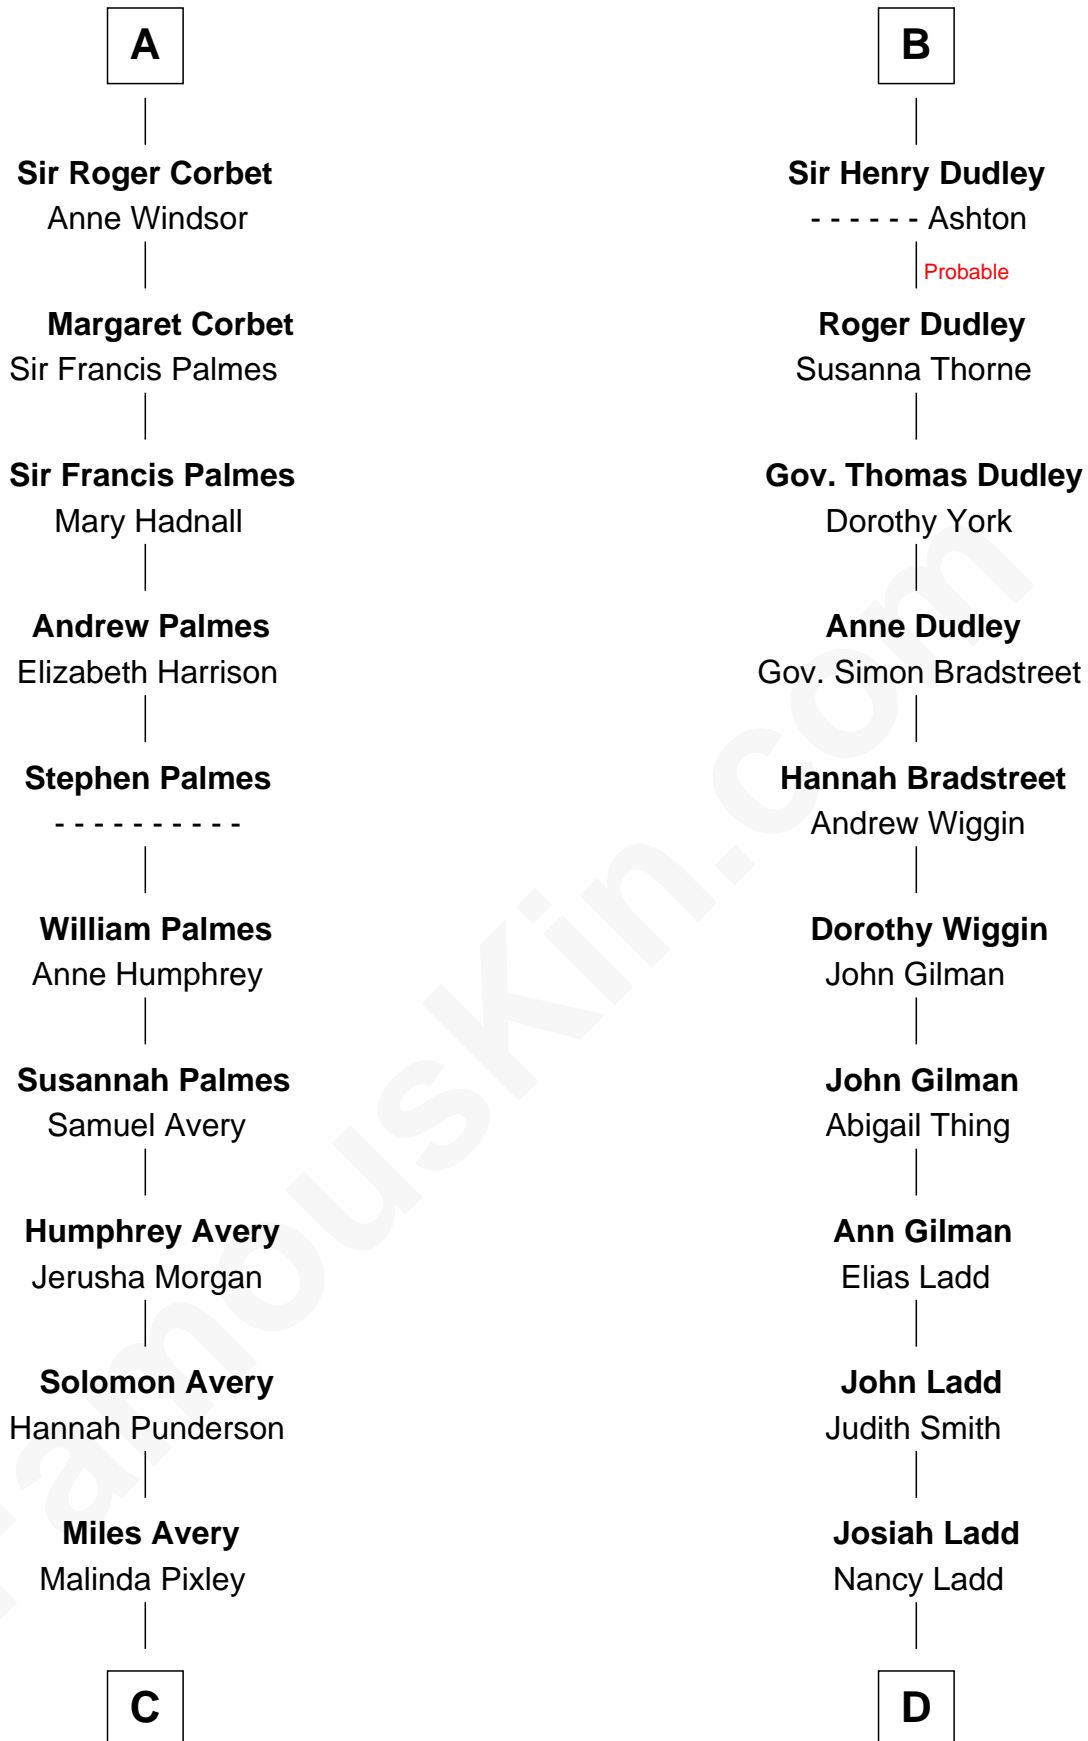 A
Sir Roger Corbet
Anne Windsor
Margaret Corbet
Sir Francis Palmes
Sir Francis Palmes
Mary Hadnall
Andrew Palmes
Elizabeth Harrison
Stephen Palmes
- - - - - - - - - -
William Palmes
Anne Humphrey
Susannah Palmes
Samuel Avery
Humphrey Avery
Jerusha Morgan
Solomon Avery
Hannah Punderson
Miles Avery
Malinda Pixley
C
B
Sir Henry Dudley
- - - - - - Ashton
Probable
Roger Dudley
Susanna Thorne
Gov. Thomas Dudley
Dorothy York
Anne Dudley
Gov. Simon Bradstreet
Hannah Bradstreet
Andrew Wiggin
Dorothy Wiggin
John Gilman
John Gilman
Abigail Thing
Ann Gilman
Elias Ladd
John Ladd
Judith Smith
Josiah Ladd
Nancy Ladd
D
FamousKin.com